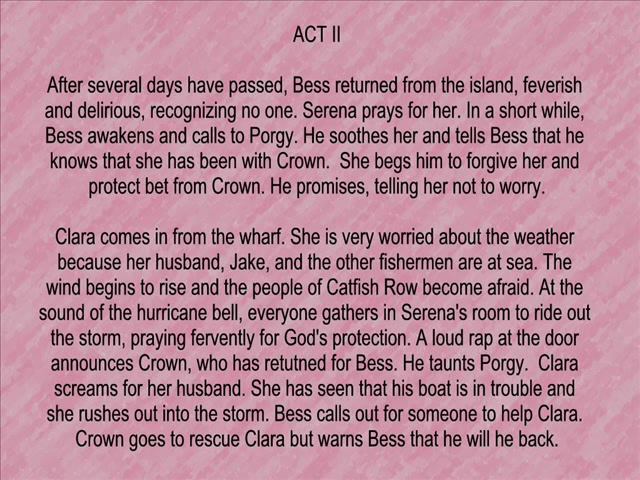 ACT II
After several days have passed, Bess returned from the island, feverish
and delirious, recognizing no one. Serena prays for her. In a short while,
Bess awakens and calls to Porgy. He soothes her and tells Bess that he
knows that she has been with Crown.  She begs him to forgive her and
protect bet from Crown. He promises, telling her not to worry.
Clara comes in from the wharf. She is very worried about the weather
because her husband, Jake, and the other fishermen are at sea. The
wind begins to rise and the people of Catfish Row become afraid. At the
sound of the hurricane bell, everyone gathers in Serena's room to ride out
the storm, praying fervently for God's protection. A loud rap at the door
announces Crown, who has retutned for Bess. He taunts Porgy.  Clara
screams for her husband. She has seen that his boat is in trouble and
she rushes out into the storm. Bess calls out for someone to help Clara.
Crown goes to rescue Clara but warns Bess that he will he back.